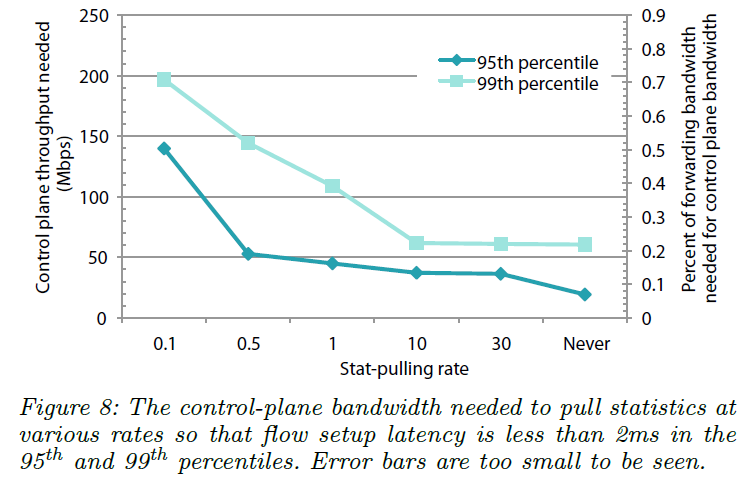 250
200
150
100
50
0
Control plane throughput needed
(Mbps)
95th percentile
99th percentile
0.9
0.8
0.7
0.6
0.5
0.4
0.3
0.2
0.1
0
Percent of forwarding bandwidth
needed for control plane bandwidth
0.1 0.5 1 10 30 Never
Stat-pulling rate
Figure 8: The control-plane bandwidth needed to pull statistics at
various rates so that flow setup latency is less than 2ms in the
95th and 99th percentiles. Error bars are too small to be seen.